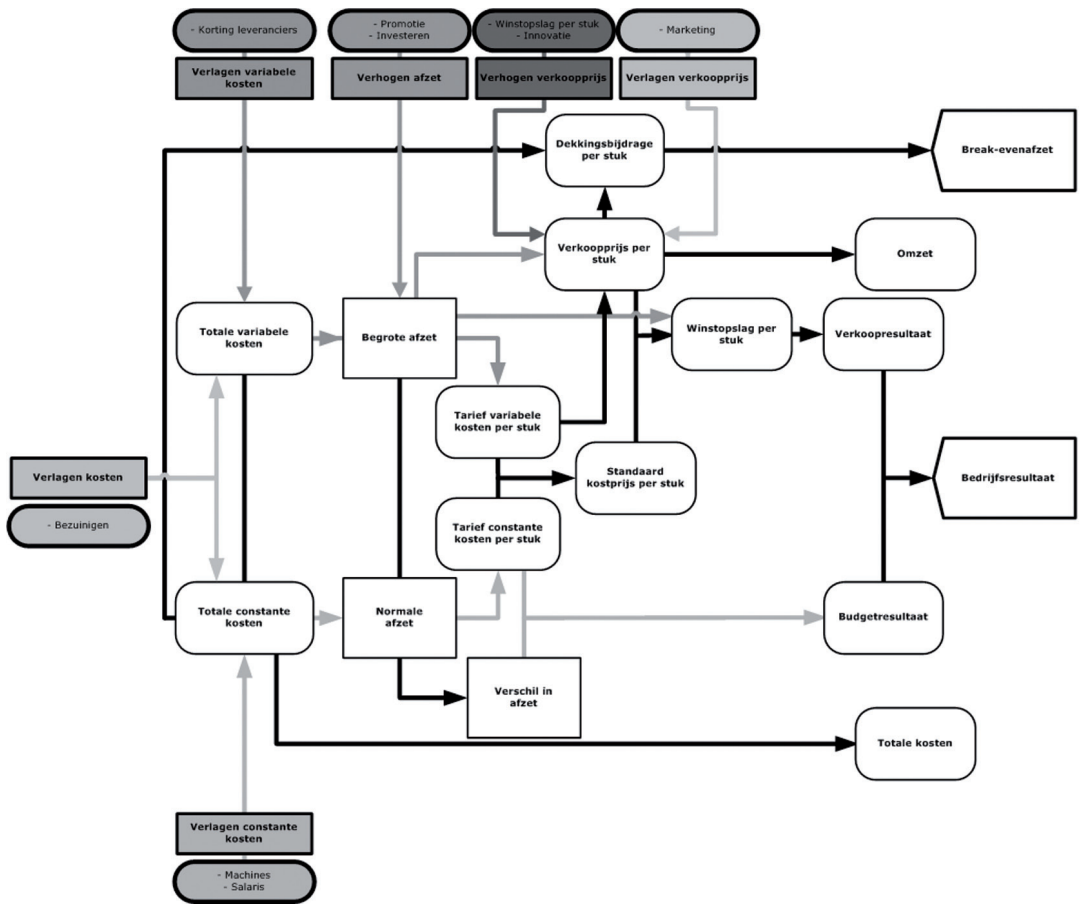 - Korting leveranciers
- Promotie
- Investeren
- Winstopslag per stuk
- Innovatie
- Marketing
Verlagen variabele
kosten
Verhogen afzet
Verhogen verkoopprijs
Verlagen verkoopprijs
Dekkingsbijdrage
per stuk
Break-evenafzet
Verkoopprijs per
stuk
Omzet
Totale variabele
kosten
Begrote afzet
Winstopslag per
stuk
Verkoopresultaat
Tarief variabele
kosten per stuk
Verlagen kosten
- Bezuinigen
Standaard
kostprijs per stuk
Bedrijfsresultaat
Tarief constante
kosten per stuk
Totale constante
kosten
Normale
afzet
Budgetresultaat
Verschil in
afzet
Totale kosten
Verlagen constante
kosten
- Machines
- Salaris